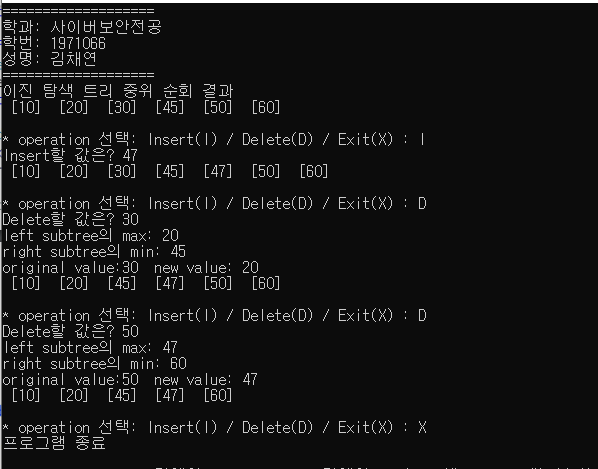 ===================
학과: 사이버보안전공
학번: 1971066
성명: 김채연
===================
이진 탐색 트리 중위 순회 결과
[10] [20] [30] [45] [50] [60]
* operation 선택: Insert(I) / Delete(D) / Exit(X) : I
Insert할 값은? 47
[10] [20] [30] [45] [47] [50] [60]
* operation 선택: Insert(I) / Delete(D) / Exit(X) : D
Delete할 값은? 30
left subtree의 max: 20
right subtree의 min: 45
original value:30 new value: 20
[10] [20] [45] [47] [50] [60]
* operation 선택: Insert(I) / Delete(D) / Exit(X) : D
Delete할 값은? 50
left subtree의 max: 47
right subtree의 min: 60
original value:50 new value: 47
[10] [20] [45] [47] [60]
* operation 선택: Insert(I) / Delete(D) / Exit(X) : X
프로그램 종료